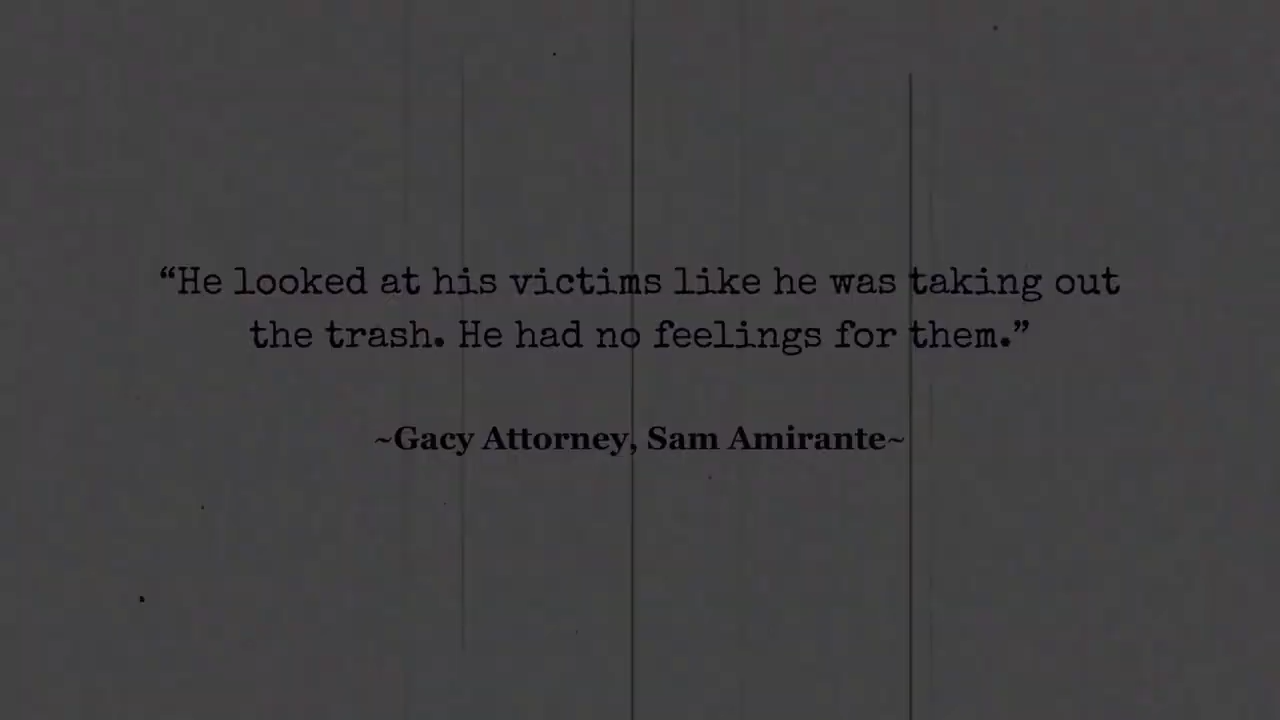 “He looked at his victims like he was taking out
the trash. He had no feelings for them.”
~Gacy Attorney, Sam Amirante~